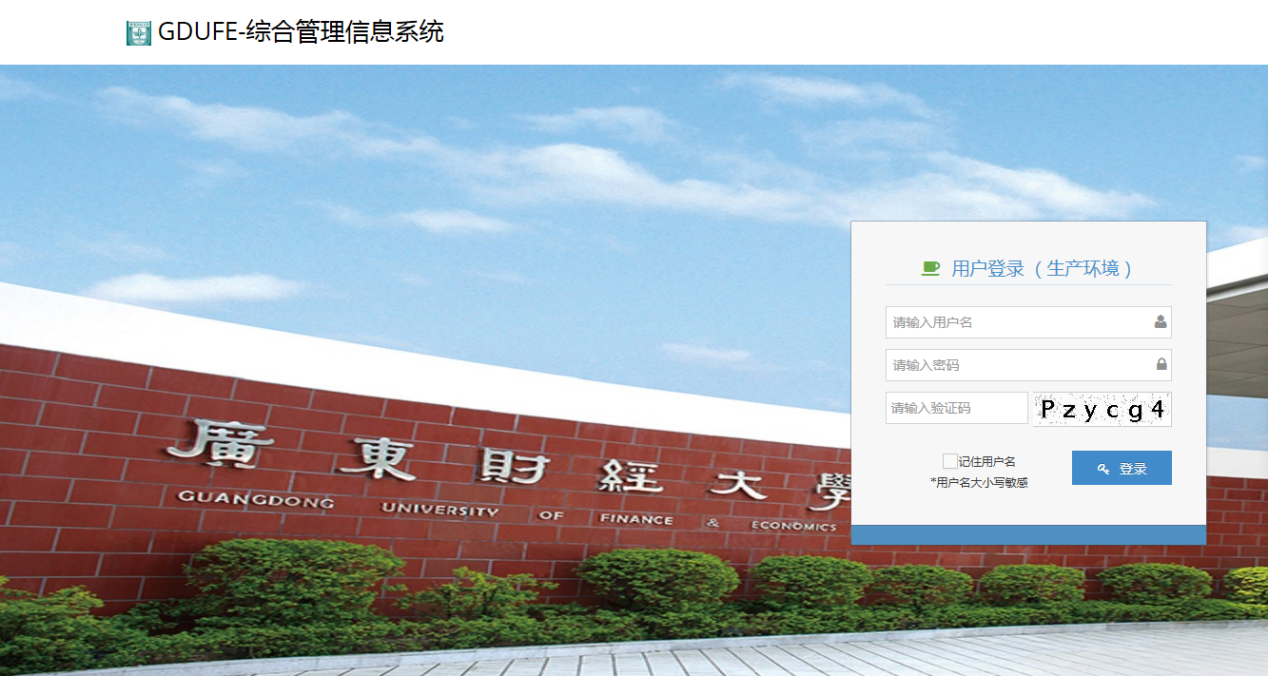 GDUFE-综合管理信息系统
用户登录（生产环境）
请输入用户名
请输入密码
请输入验证码 Pzycg4
记住用户名
*用户名大小写敏感
登录
廣東財經大學
GUANGDONG UNIVERSITY OF FINANCE & ECONOMICS